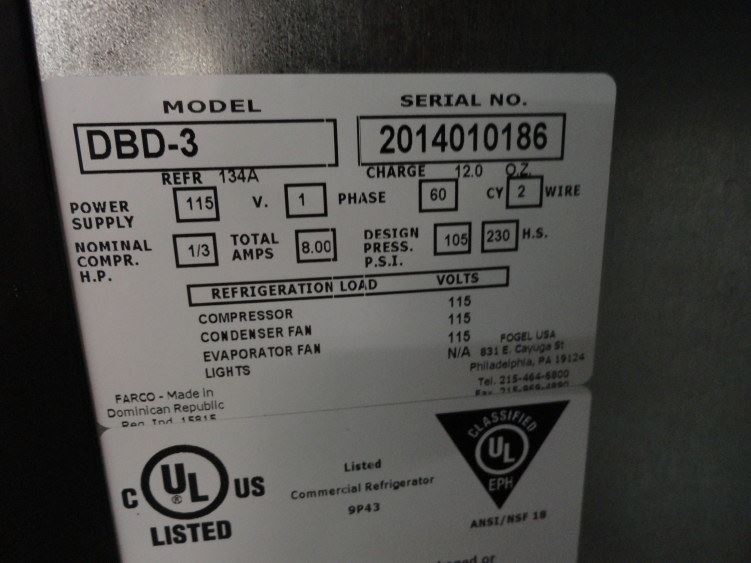 MODEL
SERIAL NO.
DBD-3
2014010186
REFR 134A
CHARGE 12.0 O.Z.
POWER SUPPLY 115 V. 1 PHASE 60 CY 2 WIRE
NOMINAL COMPR. H.P. 1/3 TOTAL AMPS 8.00 DESIGN PRESS. P.S.I. 105 230 H.S.
REFRIGERATION LOAD VOLTS
COMPRESSOR 115
CONDENSER FAN 115
EVAPORATOR FAN 115
LIGHTS N/A
FOGEL USA
831 E. Cayuga St
Philadelphia, PA 19124
Tel. 215-464-6800
FARCO - Made in
Dominican Republic
C UL ® US
LISTED
Listed
Commercial Refrigerator
9P43
CLASSIFIED
UL
EPH
ANSI/NSF 18